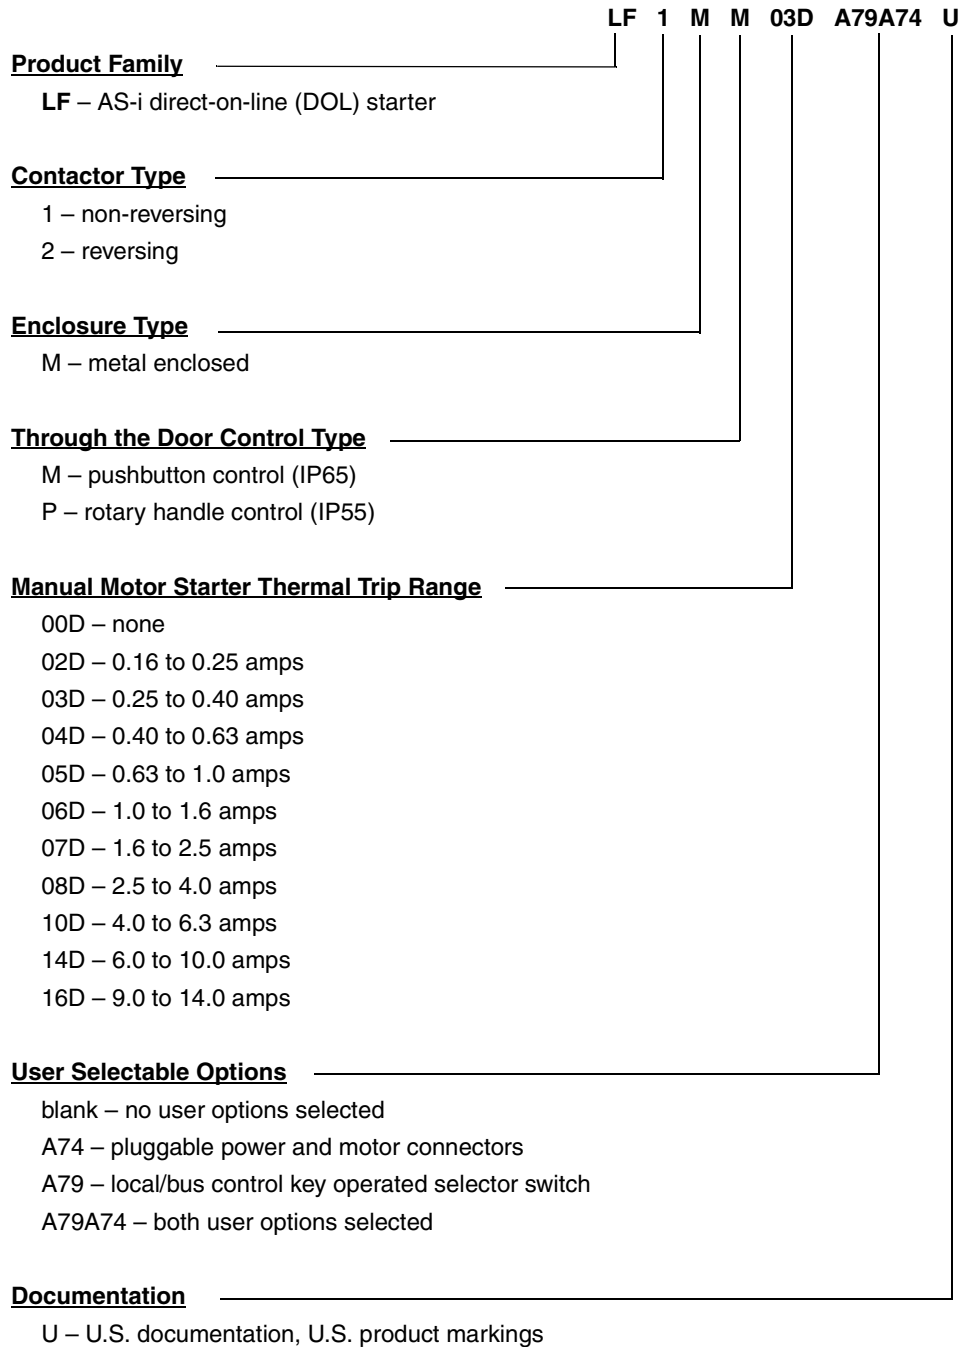 LF 1 M M 03D A79A74 U
Product Family
LF – AS-i direct-on-line (DOL) starter
Contactor Type
1 – non-reversing
2 – reversing
Enclosure Type
M – metal enclosed
Through the Door Control Type
M – pushbutton control (IP65)
P – rotary handle control (IP55)
Manual Motor Starter Thermal Trip Range
00D – none
02D – 0.16 to 0.25 amps
03D – 0.25 to 0.40 amps
04D – 0.40 to 0.63 amps
05D – 0.63 to 1.0 amps
06D – 1.0 to 1.6 amps
07D – 1.6 to 2.5 amps
08D – 2.5 to 4.0 amps
10D – 4.0 to 6.3 amps
14D – 6.0 to 10.0 amps
16D – 9.0 to 14.0 amps
User Selectable Options
blank – no user options selected
A74 – pluggable power and motor connectors
A79 – local/bus control key operated selector switch
A79A74 – both user options selected
Documentation
U – U.S. documentation, U.S. product markings